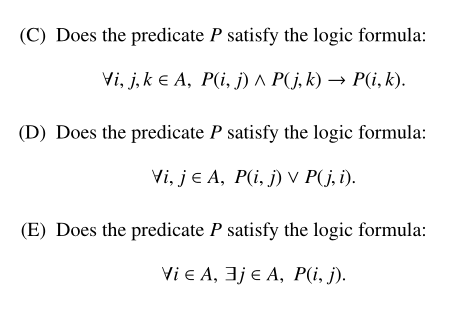 (C) Does the predicate P satisfy the logic formula:
∀i, j, k ∈ A, P(i, j) ∧ P(j, k) → P(i, k).
(D) Does the predicate P satisfy the logic formula:
∀i, j ∈ A, P(i, j) ∨ P(j, i).
(E) Does the predicate P satisfy the logic formula:
∀i ∈ A, ∃j ∈ A, P(i, j).